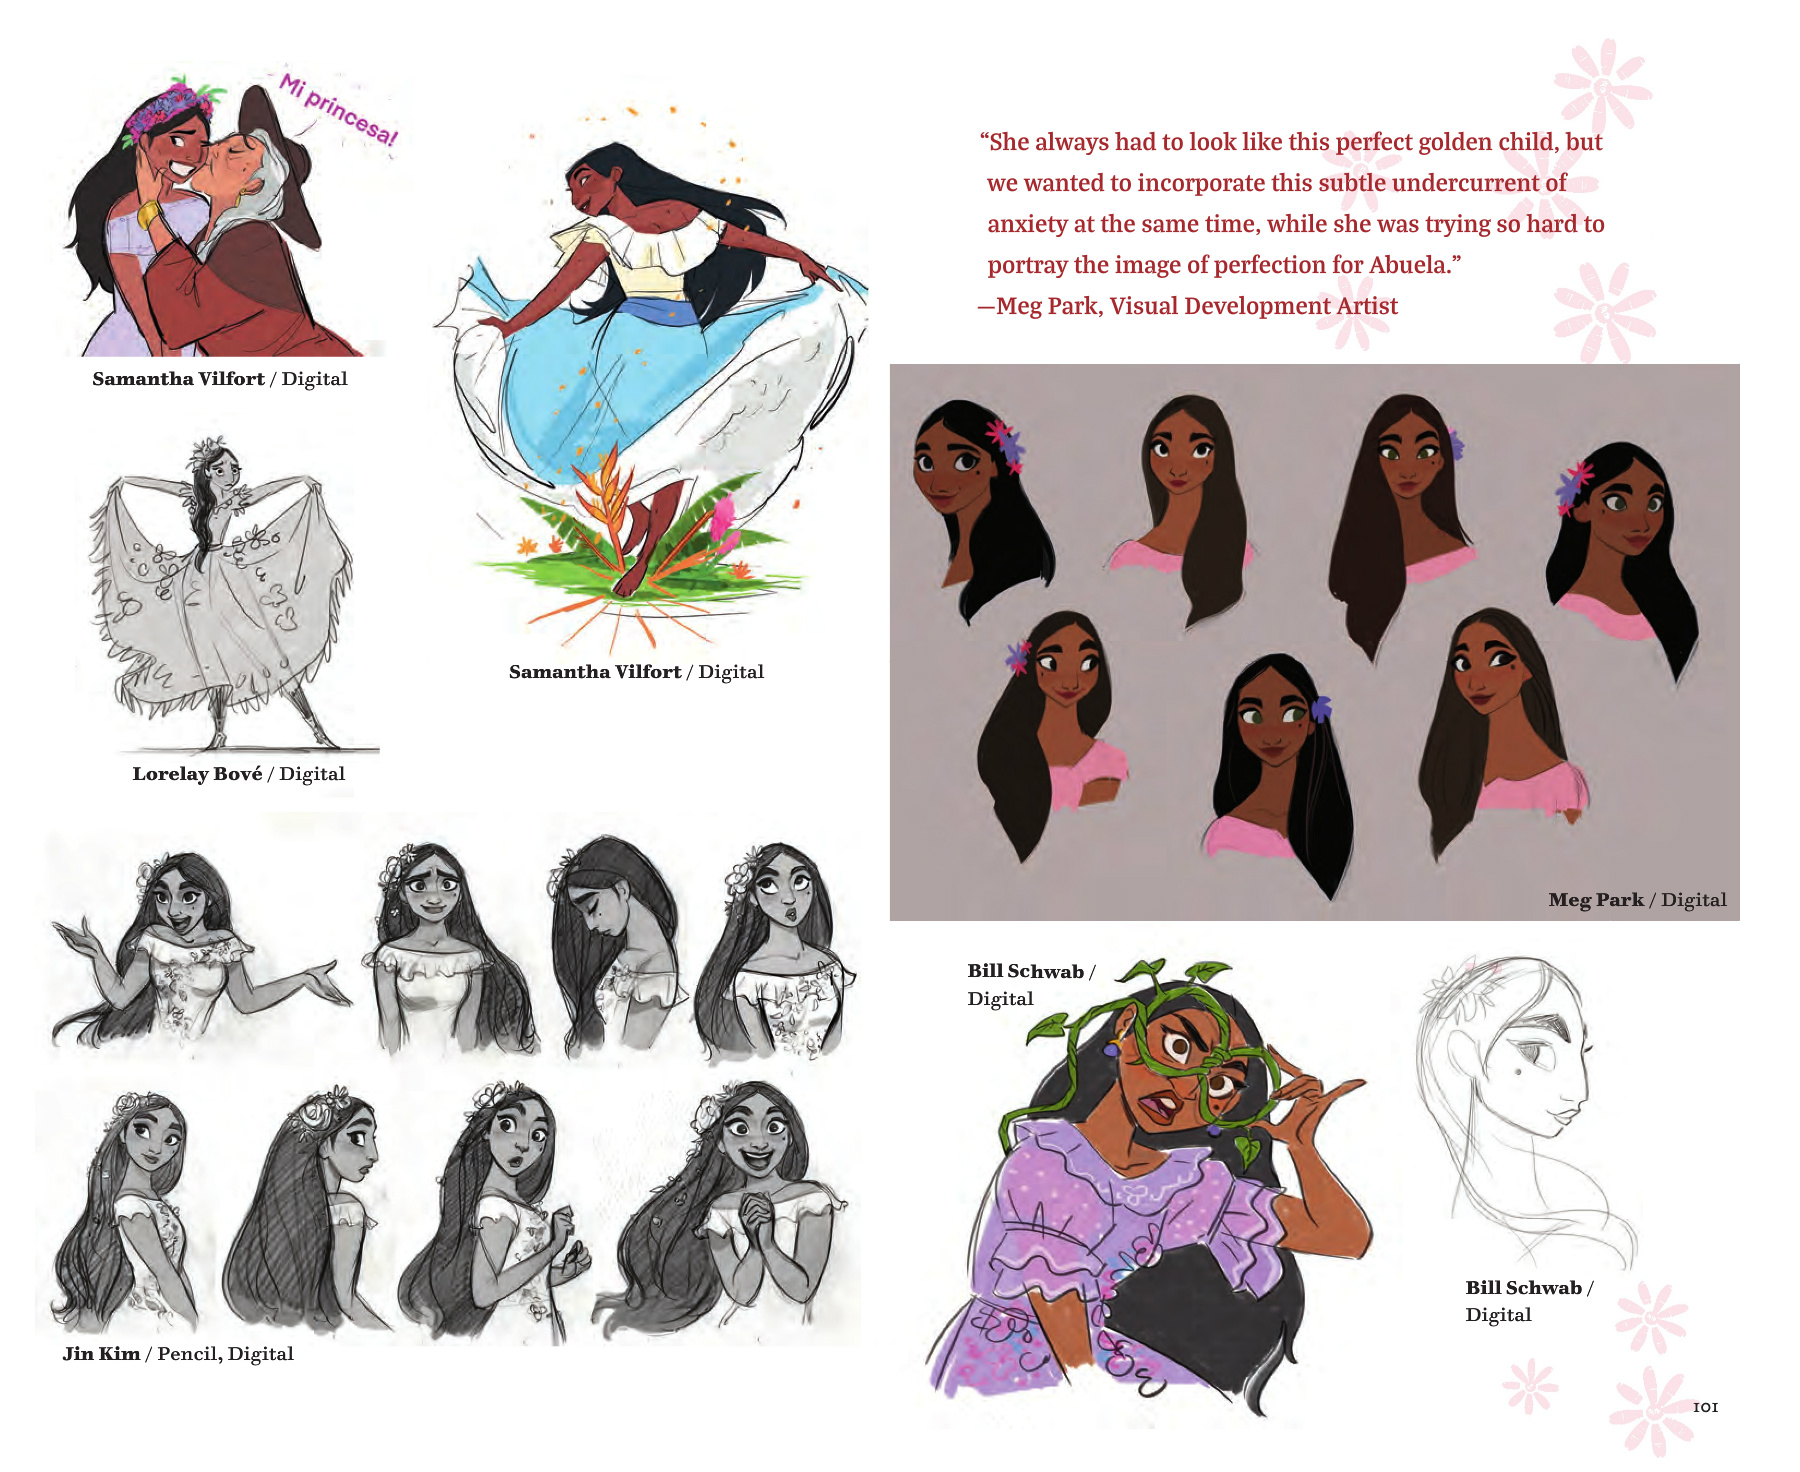 Mi princesa!
Samantha Vilfort / Digital
Samantha Vilfort / Digital
Lorelay Bové / Digital
Jin Kim / Pencil, Digital
“She always had to look like this perfect golden child, but
we wanted to incorporate this subtle undercurrent of
anxiety at the same time, while she was trying so hard to
portray the image of perfection for Abuela.”
—Meg Park, Visual Development Artist
Meg Park / Digital
Bill Schwab /
Digital
Bill Schwab /
Digital
101